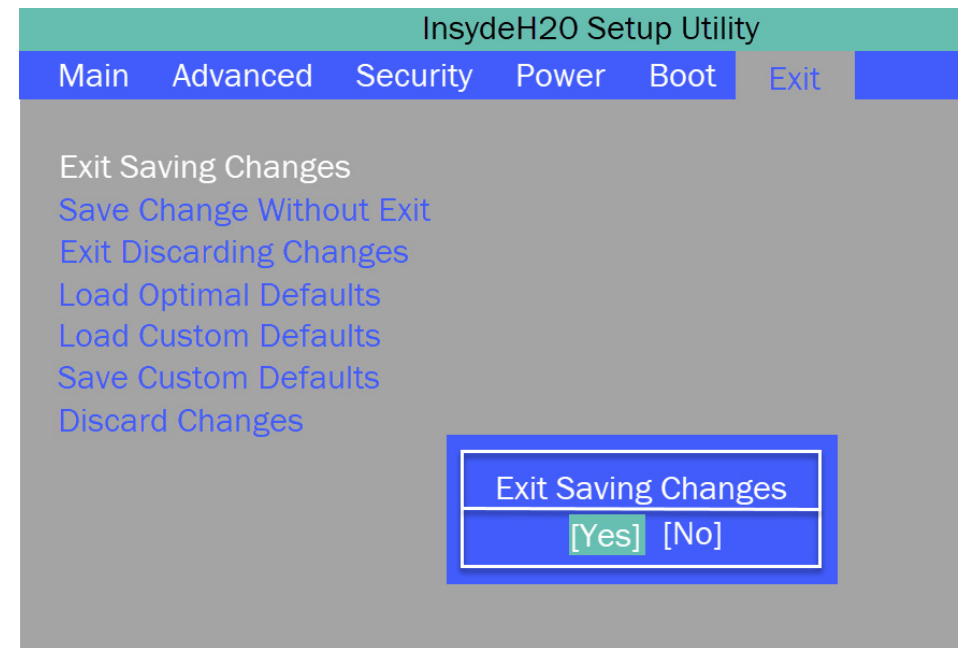 InsydeH20 Setup Utility
Main Advanced Security Power Boot Exit
Exit Saving Changes
Save Change Without Exit
Exit Discarding Changes
Load Optimal Defaults
Load Custom Defaults
Save Custom Defaults
Discard Changes
Exit Saving Changes
[Yes] [No]